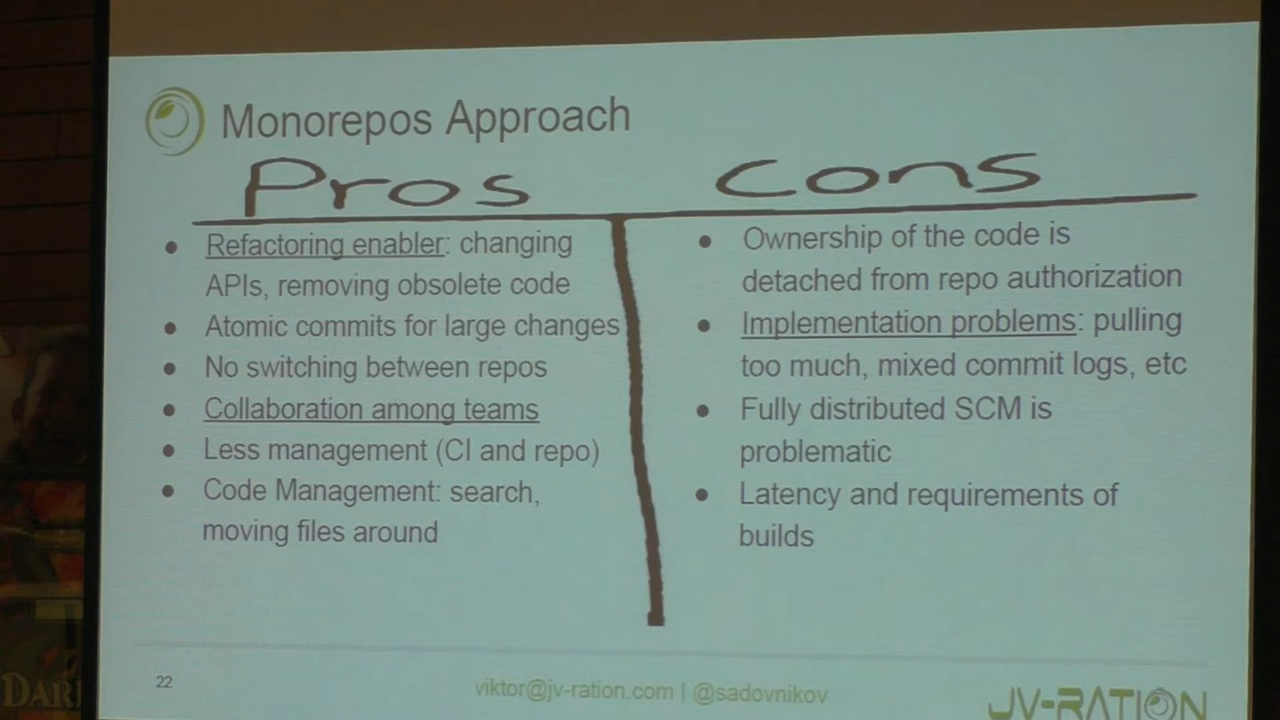 Monorepos Approach
Pros
Cons
● Refactoring enabler: changing
APIs, removing obsolete code
● Atomic commits for large changes
● No switching between repos
● Collaboration among teams
● Less management (CI and repo)
● Code Management: search,
moving files around
● Ownership of the code is
detached from repo authorization
● Implementation problems: pulling
too much, mixed commit logs, etc
● Fully distributed SCM is
problematic
● Latency and requirements of
builds
22
viktor@jv-ration.com | @sadovnikov
JV-RATION